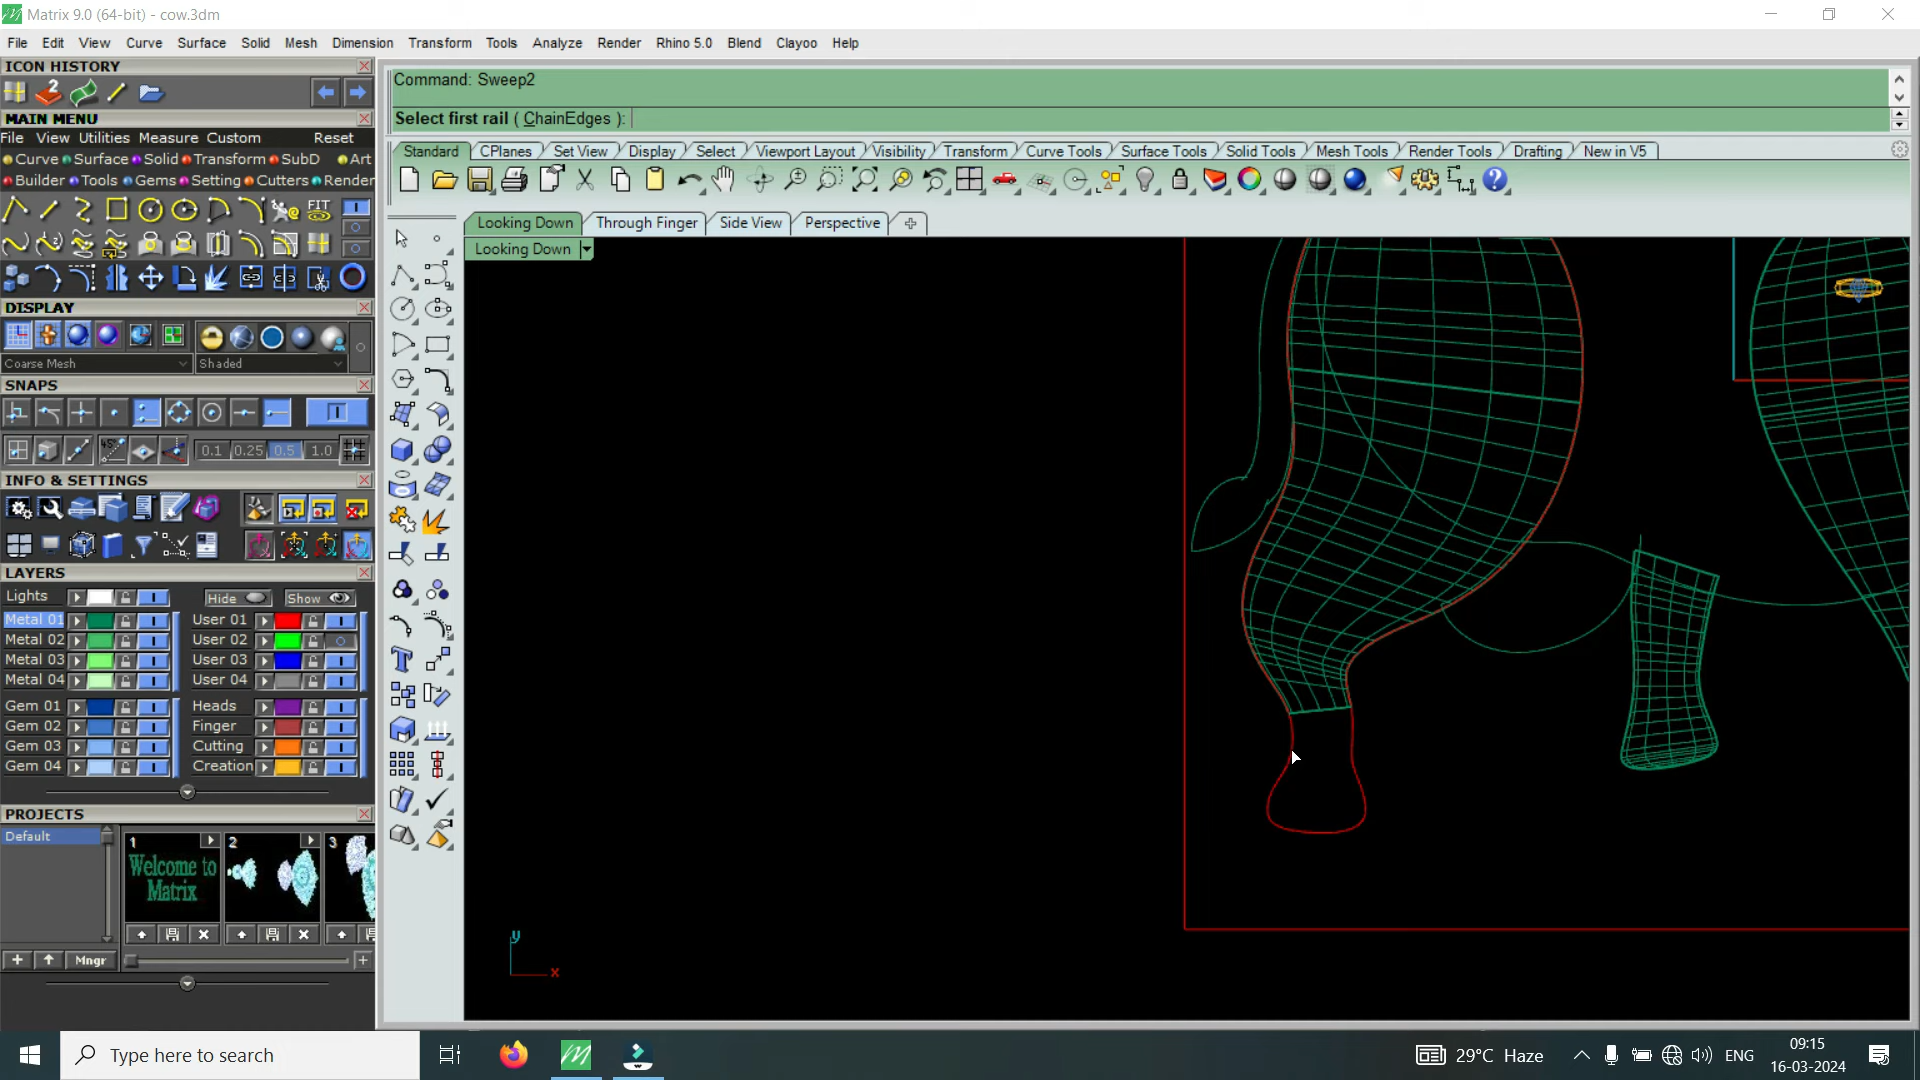 Matrix 9.0 (64-bit) - cow.3dm
File Edit View Curve Surface Solid Mesh Dimension Transform Tools Analyze Render Rhino 5.0 Blend Clayoo Help
ICON HISTORY
Command: Sweep2
Select first rail ( ChainEdges ):
MAIN MENU
File View Utilities Measure Custom Reset
Curve Surface Solid Transform SubD Art
Builder Tools Gems Setting Cutters Render
Standard CPlanes Set View Display Select Viewport Layout Visibility Transform Curve Tools Surface Tools Solid Tools Mesh Tools Render Tools Drafting New in V5
FIT
Looking Down Through Finger Side View Perspective
Looking Down
DISPLAY
Coarse Mesh Shaded
SNAPS
0.1 0.25 0.5 1.0
INFO & SETTINGS
LAYERS
Lights Hide Show
Metal 01 User 01
Metal 02 User 02
Metal 03 User 03
Metal 04 User 04
Gem 01 Heads
Gem 02 Finger
Gem 03 Cutting
Gem 04 Creation
PROJECTS
Default
1 2 3
Welcome to
Matrix
Mngr
y
x
Type here to search
29°C Haze
ENG
09:15
16-03-2024